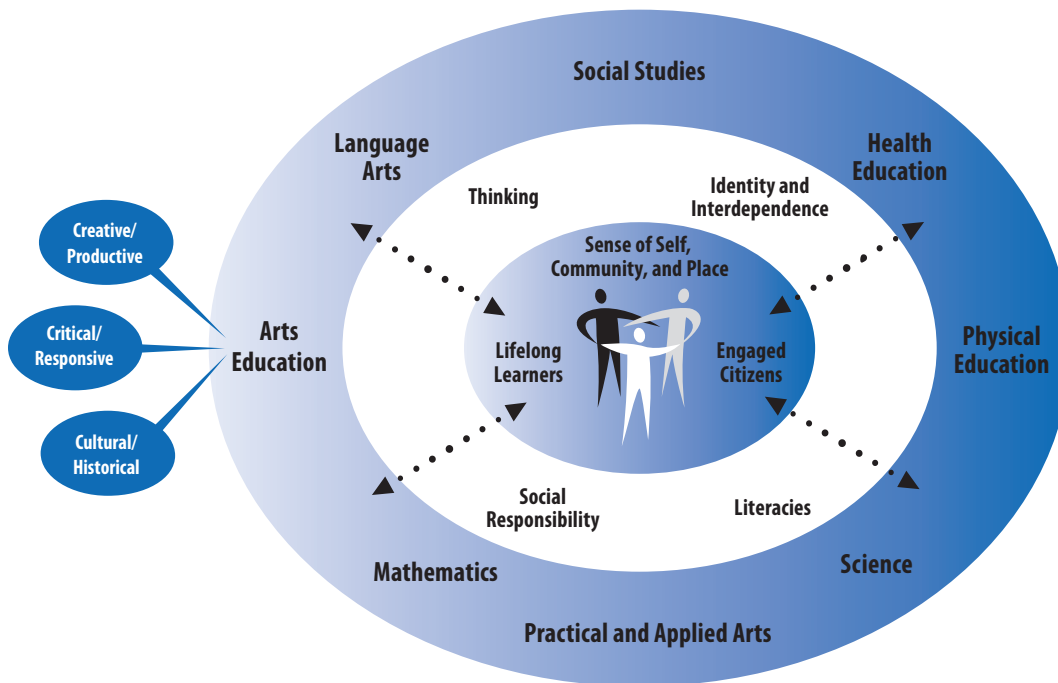 Social Studies
Language
Arts
Health
Education
Thinking
Identity and
Interdependence
Creative/
Productive
Sense of Self,
Community, and Place
Critical/
Responsive
Arts
Education
Lifelong
Learners
Engaged
Citizens
Physical
Education
Cultural/
Historical
Social
Responsibility
Literacies
Mathematics
Science
Practical and Applied Arts